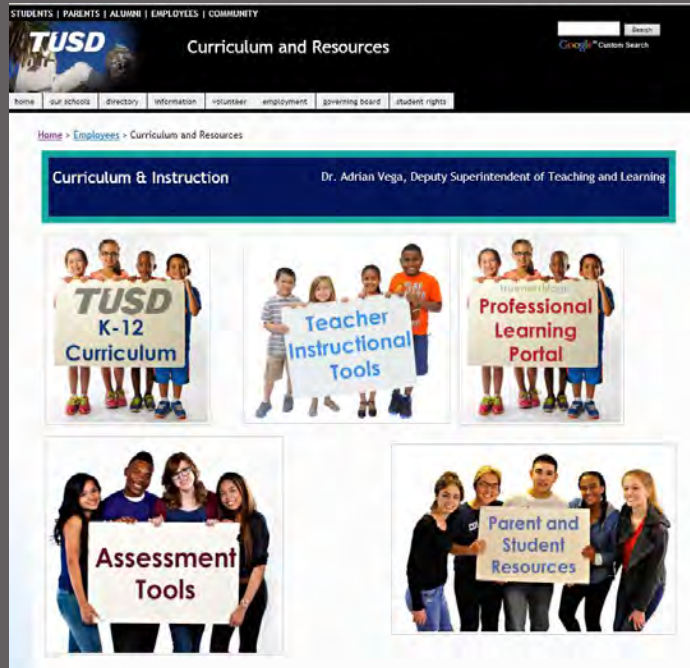 STUDENTS | PARENTS | ALUMNI | EMPLOYEES | COMMUNITY
TUSD
Curriculum and Resources
Search
Google™ Custom Search
home
our schools
directory
information
volunteer
employment
governing board
student rights
Home > Employees > Curriculum and Resources
Curriculum & Instruction
Dr. Adrian Vega, Deputy Superintendent of Teaching and Learning
TUSD
K-12
Curriculum
Teacher
Instructional
Tools
Professional
Learning
Portal
Assessment
Tools
Parent and
Student
Resources